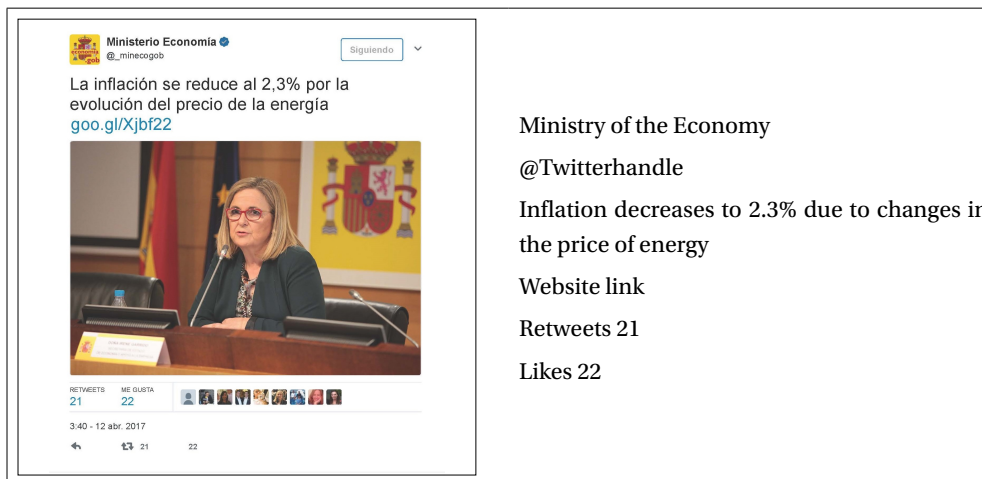 Ministerio Economía
@_minecogob
Siguiendo
economía
.gob
La inflación se reduce al 2,3% por la
evolución del precio de la energía
goo.gl/Xjbf22
RETWEETS
21
ME GUSTA
22
3:40 - 12 abr. 2017
21
22
Ministry of the Economy
@Twitterhandle
Inflation decreases to 2.3% due to changes in
the price of energy
Website link
Retweets 21
Likes 22